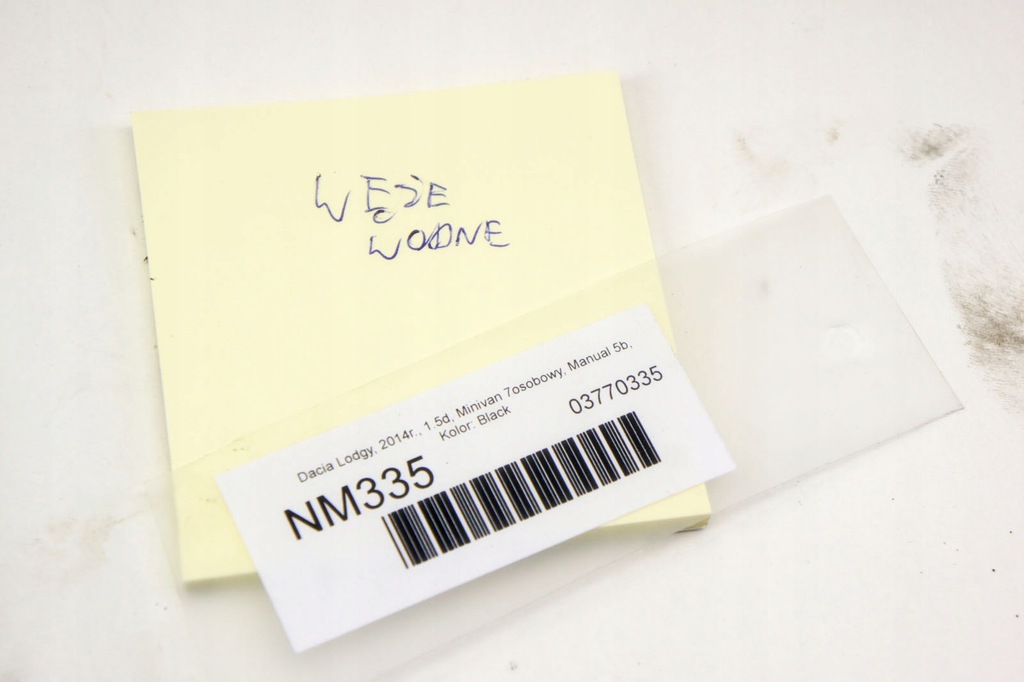 WĘŻE
WODNE
Dacia Lodgy, 2014r., 1.5d, Minivan 7osobowy, Manual 5b,
Kolor: Black
03770335
NM335